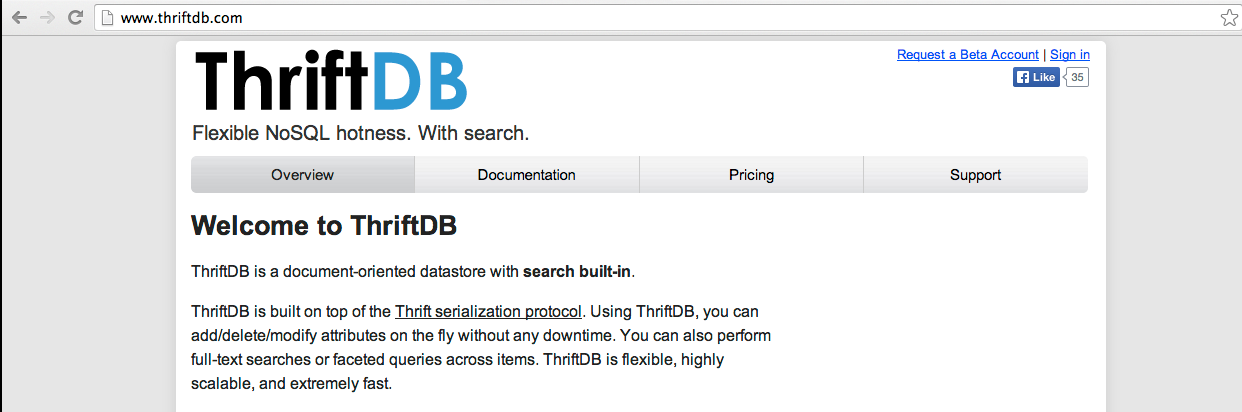 www.thriftdb.com
ThriftDB
Request a Beta Account | Sign in
Like 35
Flexible NoSQL hotness. With search.
Overview
Documentation
Pricing
Support
Welcome to ThriftDB
ThriftDB is a document-oriented datastore with search built-in.
ThriftDB is built on top of the Thrift serialization protocol. Using ThriftDB, you can
add/delete/modify attributes on the fly without any downtime. You can also perform
full-text searches or faceted queries across items. ThriftDB is flexible, highly
scalable, and extremely fast.